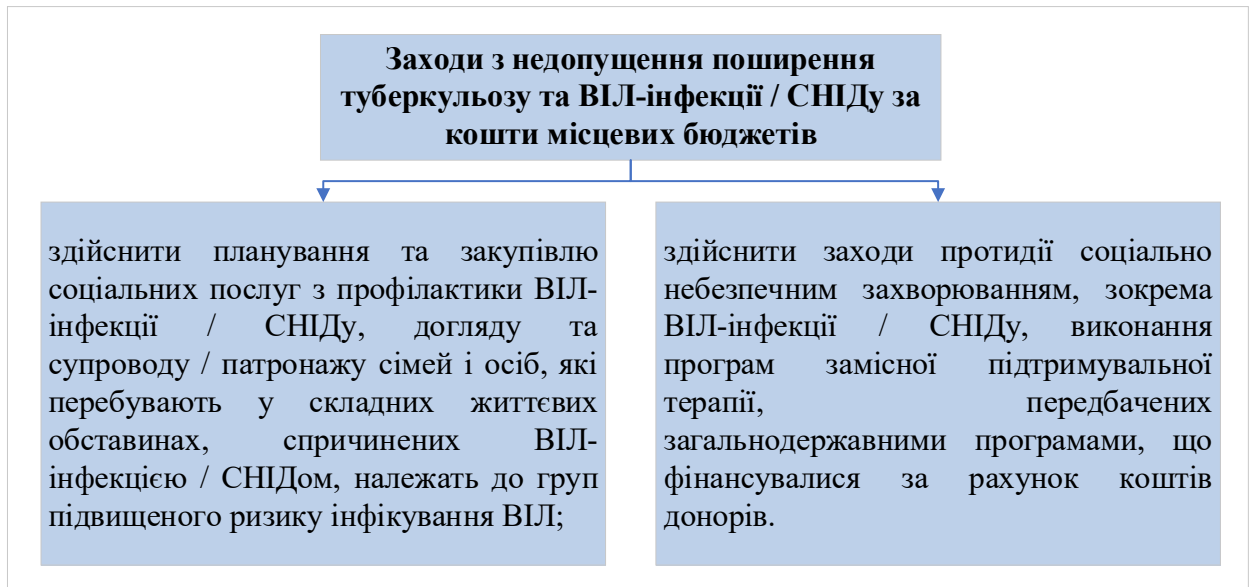 Заходи з недопущення поширення
туберкульозу та ВІЛ-інфекції / СНІДу за
кошти місцевих бюджетів
здійснити планування та закупівлю
соціальних послуг з профілактики ВІЛ-
інфекції / СНІДу, догляду та
супроводу / патронажу сімей і осіб, які
перебувають у складних життєвих
обставинах, спричинених ВІЛ-
інфекцією / СНІДом, належать до груп
підвищеного ризику інфікування ВІЛ;
здійснити заходи протидії соціально
небезпечним захворюванням, зокрема
ВІЛ-інфекції / СНІДу, виконання
програм замісної підтримувальної
терапії, передбачених
загальнодержавними програмами, що
фінансувалися за рахунок коштів
донорів.